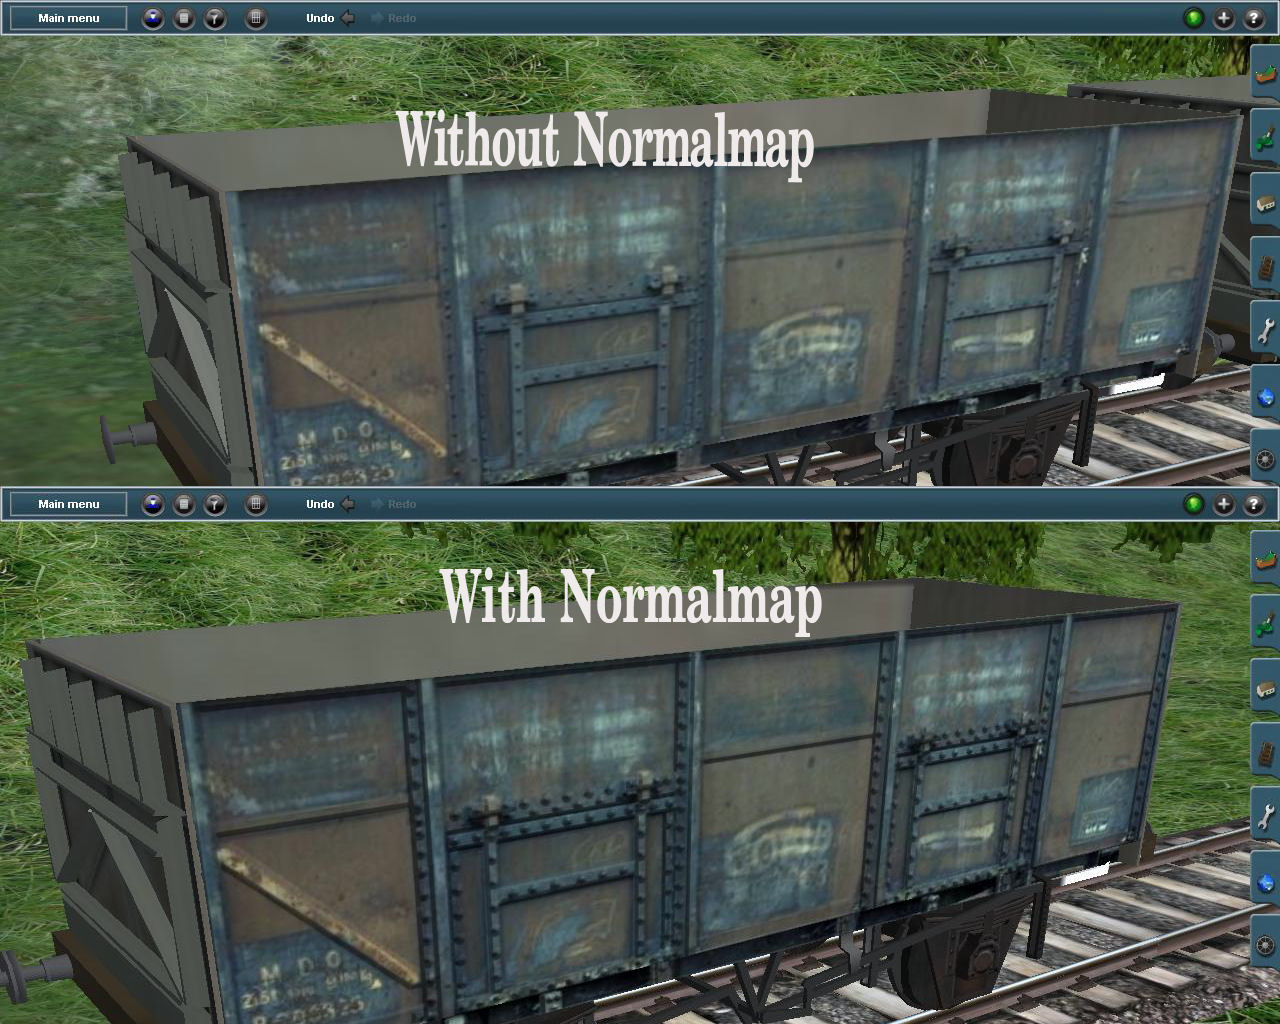 Main menu
Undo
Redo
?
Without Normalmap
M D O
Main menu
Undo
Redo
?
With Normalmap
M D O